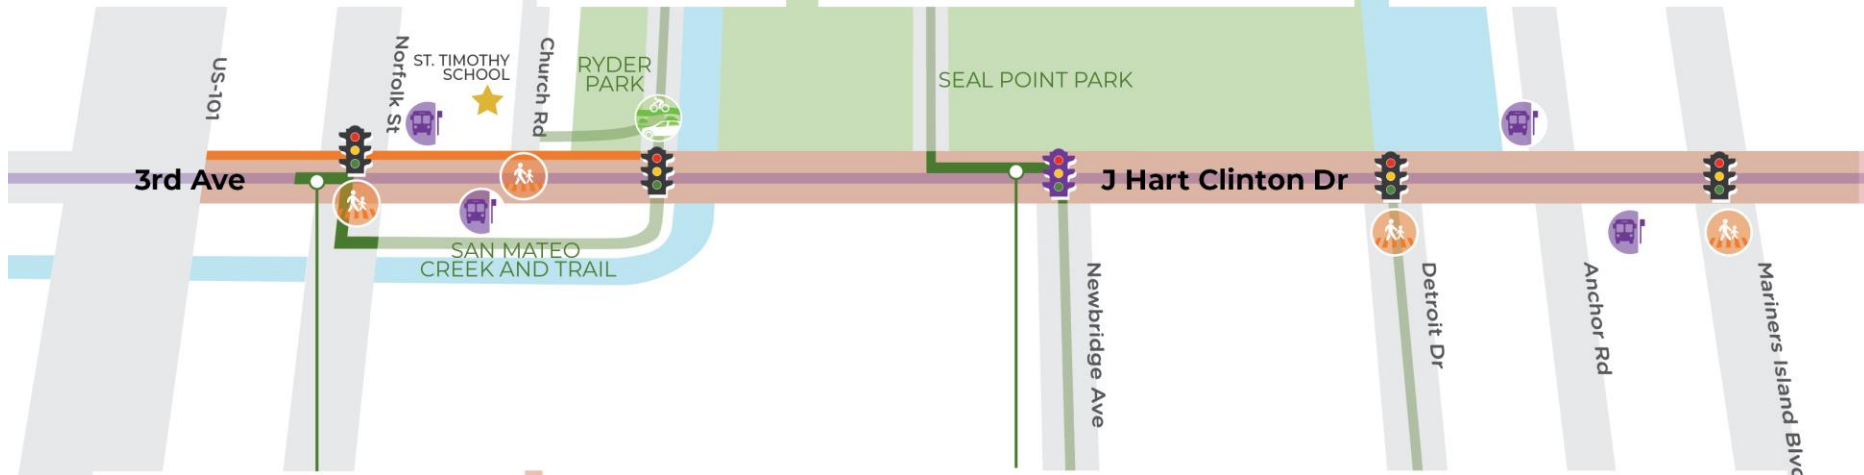 US-101
Norfolk St
ST. TIMOTHY
SCHOOL
Church Rd
RYDER
PARK
SEAL POINT PARK
3rd Ave
J Hart Clinton Dr
SAN MATEO
CREEK AND TRAIL
Newbridge Ave
Detroit Dr
Anchor Rd
Mariners Island Blvd